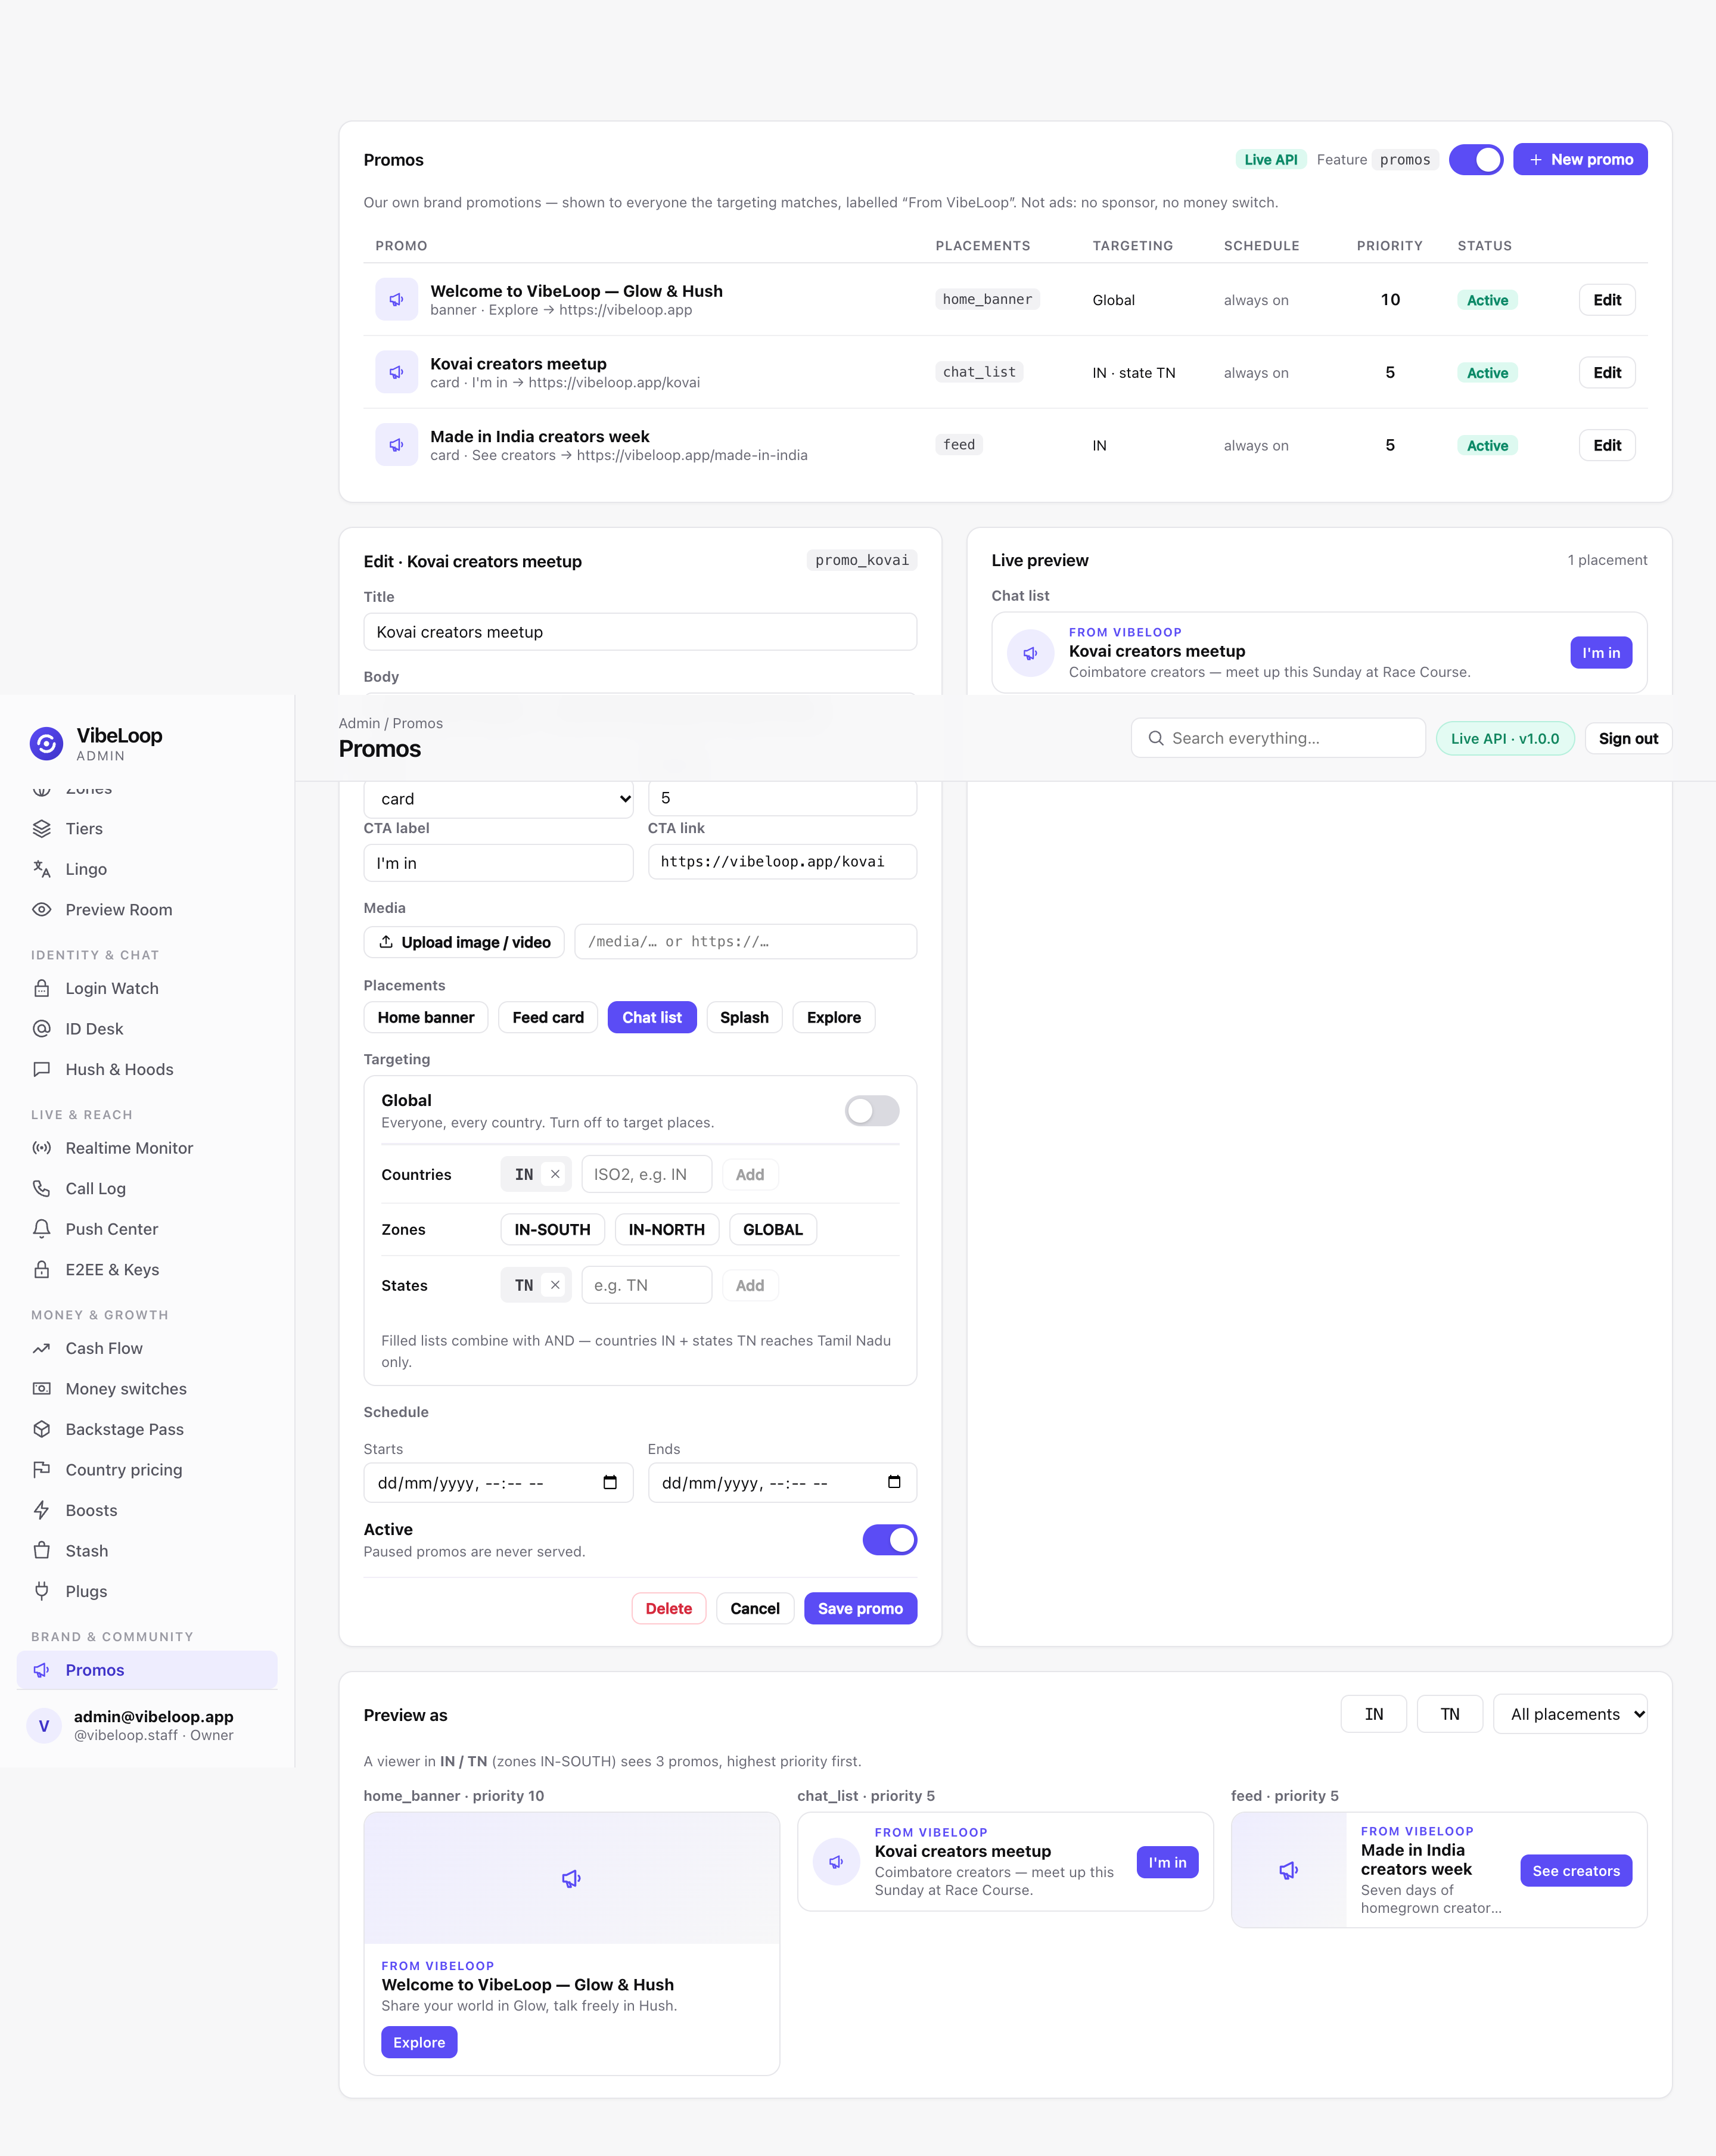 Promos
Live API Feature promos + New promo
Our own brand promotions — shown to everyone the targeting matches, labelled “From VibeLoop”. Not ads: no sponsor, no money switch.
PROMO PLACEMENTS TARGETING SCHEDULE PRIORITY STATUS
Welcome to VibeLoop — Glow & Hush
banner · Explore → https://vibeloop.app
home_banner Global always on 10 Active Edit
Kovai creators meetup
card · I'm in → https://vibeloop.app/kovai
chat_list IN · state TN always on 5 Active Edit
Made in India creators week
card · See creators → https://vibeloop.app/made-in-india
feed IN always on 5 Active Edit
Edit · Kovai creators meetup promo_kovai
Title
Kovai creators meetup
Body
Live preview 1 placement
Chat list
FROM VIBELOOP
Kovai creators meetup
Coimbatore creators — meet up this Sunday at Race Course.
I'm in
VibeLoop
ADMIN
Admin / Promos
Promos
Search everything...
Live API · v1.0.0
Sign out
Zones
Tiers
Lingo
Preview Room
IDENTITY & CHAT
Login Watch
ID Desk
Hush & Hoods
LIVE & REACH
Realtime Monitor
Call Log
Push Center
E2EE & Keys
MONEY & GROWTH
Cash Flow
Money switches
Backstage Pass
Country pricing
Boosts
Stash
Plugs
BRAND & COMMUNITY
Promos
V
admin@vibeloop.app
@vibeloop.staff · Owner
card 5
CTA label CTA link
I'm in https://vibeloop.app/kovai
Media
Upload image / video /media/… or https://…
Placements
Home banner Feed card Chat list Splash Explore
Targeting
Global
Everyone, every country. Turn off to target places.
Countries IN × ISO2, e.g. IN Add
Zones IN-SOUTH IN-NORTH GLOBAL
States TN × e.g. TN Add
Filled lists combine with AND — countries IN + states TN reaches Tamil Nadu
only.
Schedule
Starts Ends
dd/mm/yyyy, --:-- -- dd/mm/yyyy, --:-- --
Active
Paused promos are never served.
Delete Cancel Save promo
Preview as IN TN All placements
A viewer in IN / TN (zones IN-SOUTH) sees 3 promos, highest priority first.
home_banner · priority 10
FROM VIBELOOP
Welcome to VibeLoop — Glow & Hush
Share your world in Glow, talk freely in Hush.
Explore
chat_list · priority 5
FROM VIBELOOP
Kovai creators meetup
Coimbatore creators — meet up this
Sunday at Race Course.
I'm in
feed · priority 5
FROM VIBELOOP
Made in India
creators week
Seven days of
homegrown creator...
See creators